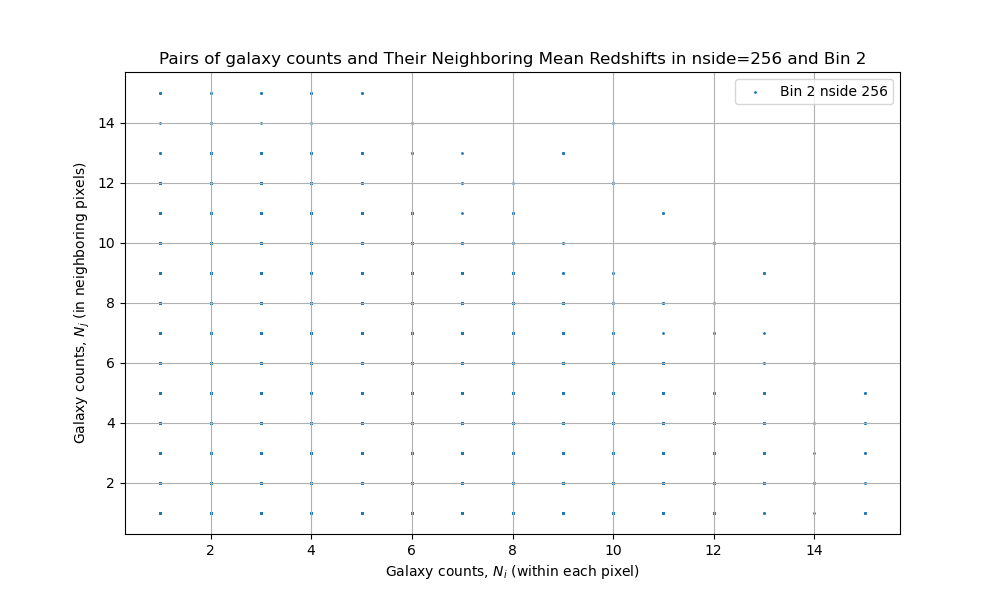 Pairs of galaxy counts and Their Neighboring Mean Redshifts in nside=256 and Bin 2
Bin 2 nside 256
Galaxy counts, N_j (in neighboring pixels)
14
12
10
8
6
4
2
2 4 6 8 10 12 14
Galaxy counts, N_i (within each pixel)